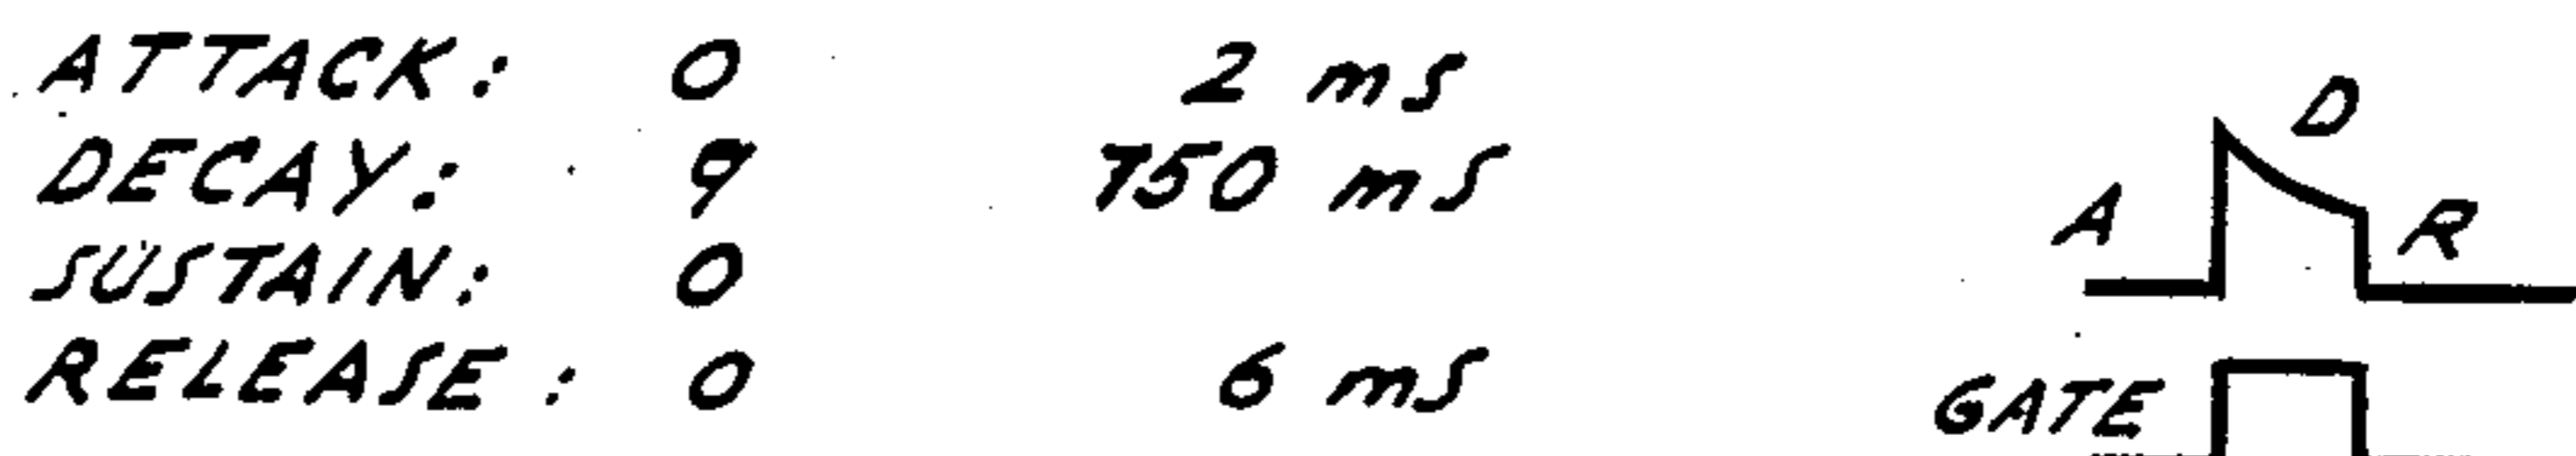 ATTACK: 0 2 mS
DECAY: 9 750 mS
SUSTAIN: 0
RELEASE: 0 6 mS
D
A
R
GATE